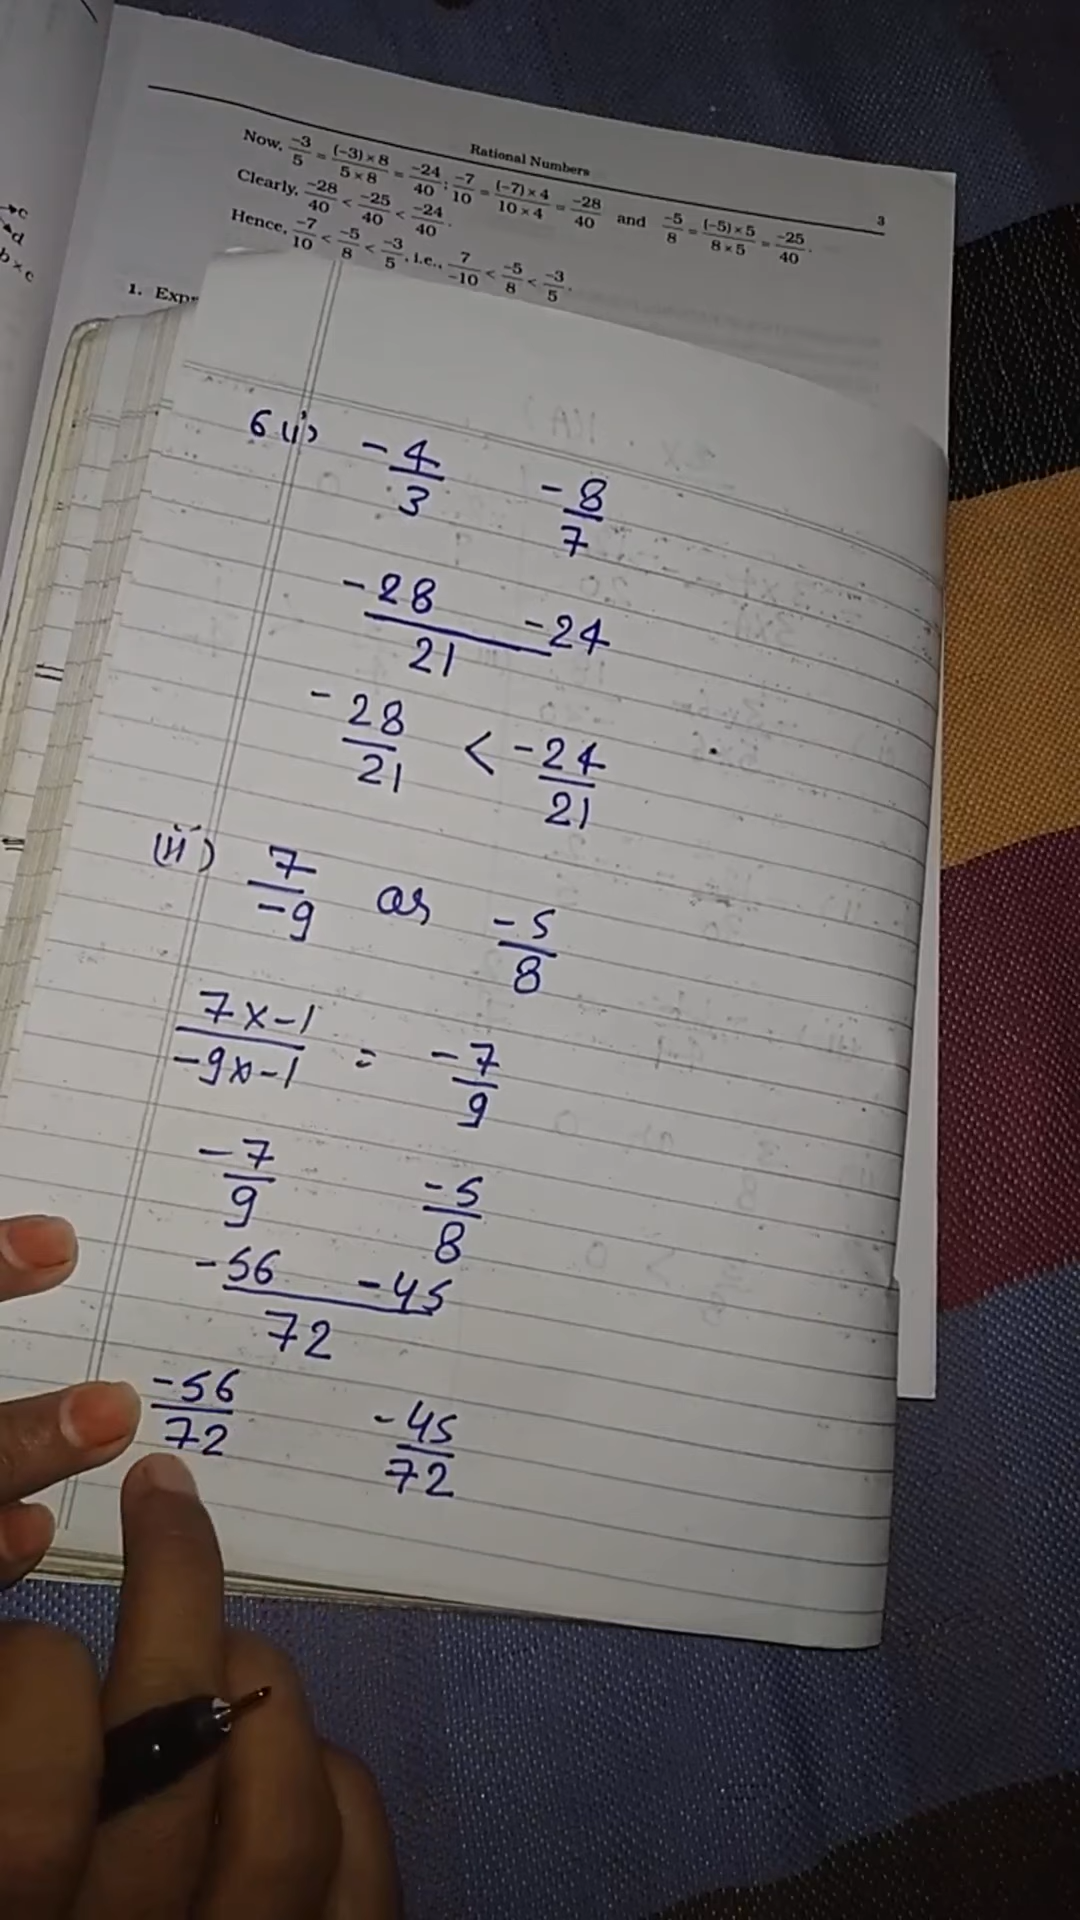 c
d
b × c
Rational Numbers
3
Now, -3/5 = (-3) × 8/5 × 8 = -24/40; -7/10 = (-7) × 4/10 × 4 = -28/40 and -5/8 = (-5) × 5/8 × 5 = -25/40.
Clearly, -28/40 < -25/40 < -24/40.
Hence, -7/10 < -5/8 < -3/5, i.e., 7/-10 < -5/8 < -3/5.
1.
6 (i) -4/3 -8/7
-28 -24
21
-28/21 < -24/21
(ii) 7/-9 or -5/8
7x-1/-9x-1 = -7/9
-7/9 -5/8
-56 -45
72
-56/72 -45/72